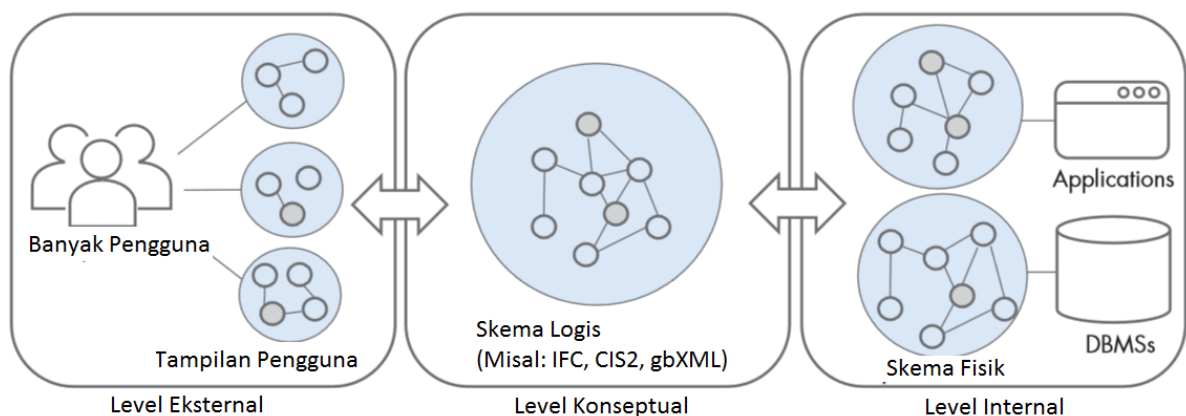 Banyak Pengguna
Tampilan Pengguna
Level Eksternal
Skema Logis
(Misal: IFC, CIS2, gbXML)
Level Konseptual
Applications
DBMSs
Skema Fisik
Level Internal